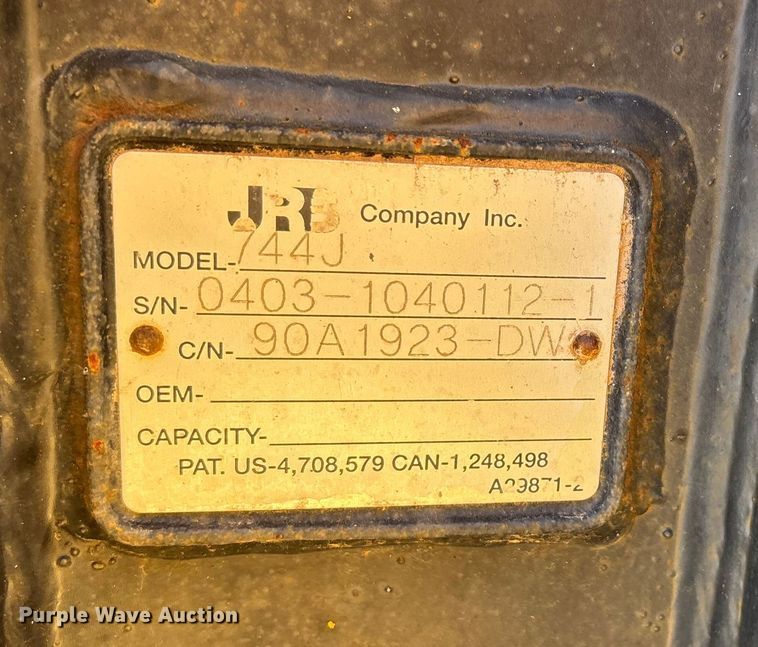 JRB Company Inc.
MODEL-744J
S/N-0403-1040112-1
C/N-90A1923-DW
OEM-
CAPACITY-
PAT. US-4,708,579 CAN-1,248,498
Purple Wave Auction